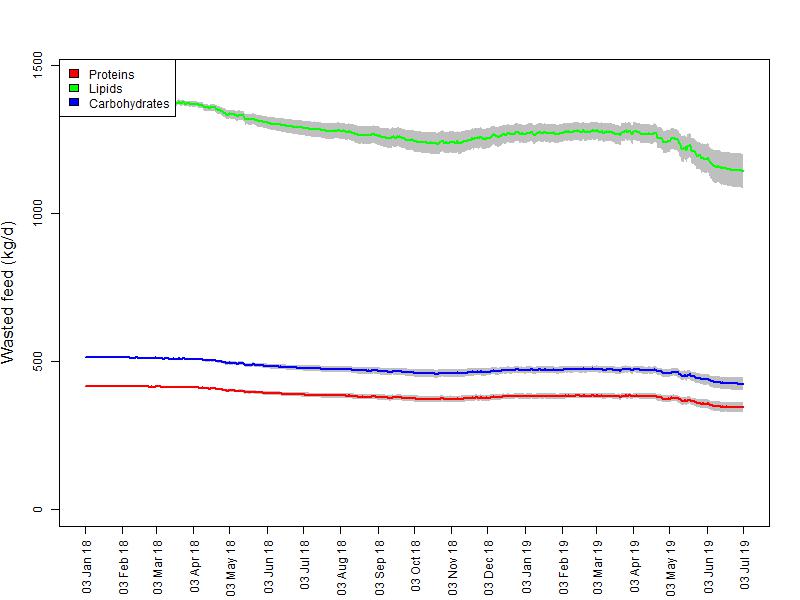 Proteins
Lipids
Carbohydrates
Wasted feed (kg/d)
1500
1000
500
0
03 Jan 18
03 Feb 18
03 Mar 18
03 Apr 18
03 May 18
03 Jun 18
03 Jul 18
03 Aug 18
03 Sep 18
03 Oct 18
03 Nov 18
03 Dec 18
03 Jan 19
03 Feb 19
03 Mar 19
03 Apr 19
03 May 19
03 Jun 19
03 Jul 19